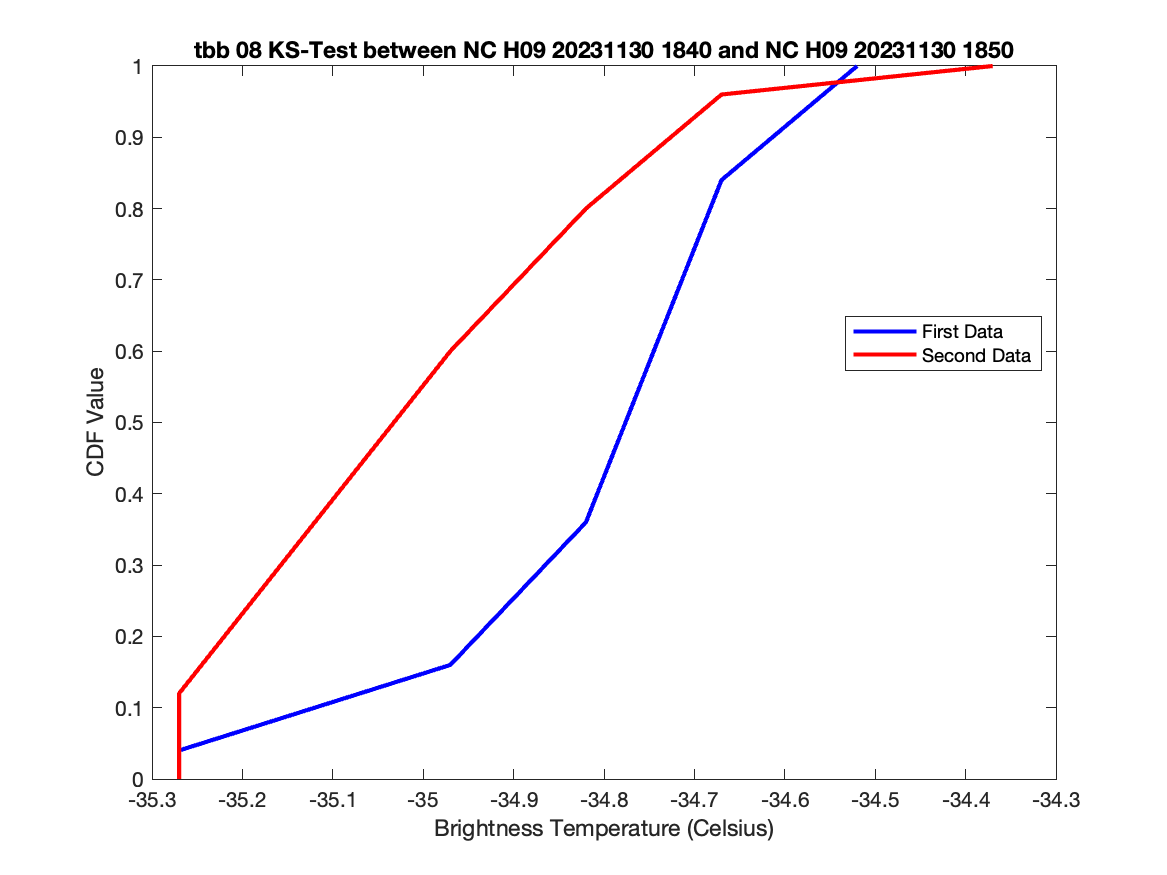 tbb 08 KS-Test between NC H09 20231130 1840 and NC H09 20231130 1850
1
0.9
0.8
0.7
0.6
0.5
0.4
0.3
0.2
0.1
0
CDF Value
First Data
Second Data
-35.3 -35.2 -35.1 -35 -34.9 -34.8 -34.7 -34.6 -34.5 -34.4 -34.3
Brightness Temperature (Celsius)